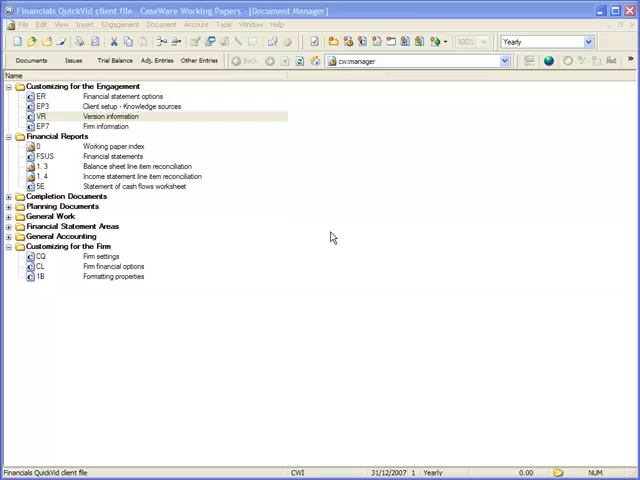 Financials QuickVid client file - CaseWare Working Papers - [Document Manager]
File Edit View Insert Engagement Document Account Tools Window Help
100% Yearly
Documents Issues Trial Balance Adj. Entries Other Entries Back cw:manager
Name
Customizing for the Engagement
ER Financial statement options
EP3 Client setup - Knowledge sources
VR Version information
EP7 Firm information
Financial Reports
0 Working paper index
FSUS Financial statements
1. 3 Balance sheet line item reconciliation
1. 4 Income statement line item reconciliation
5E Statement of cash flows worksheet
Completion Documents
Planning Documents
General Work
Financial Statement Areas
General Accounting
Customizing for the Firm
CQ Firm settings
CL Firm financial options
1B Formatting properties
Financials QuickVid client file CWI 31/12/2007 1 Yearly 0.00 NUM